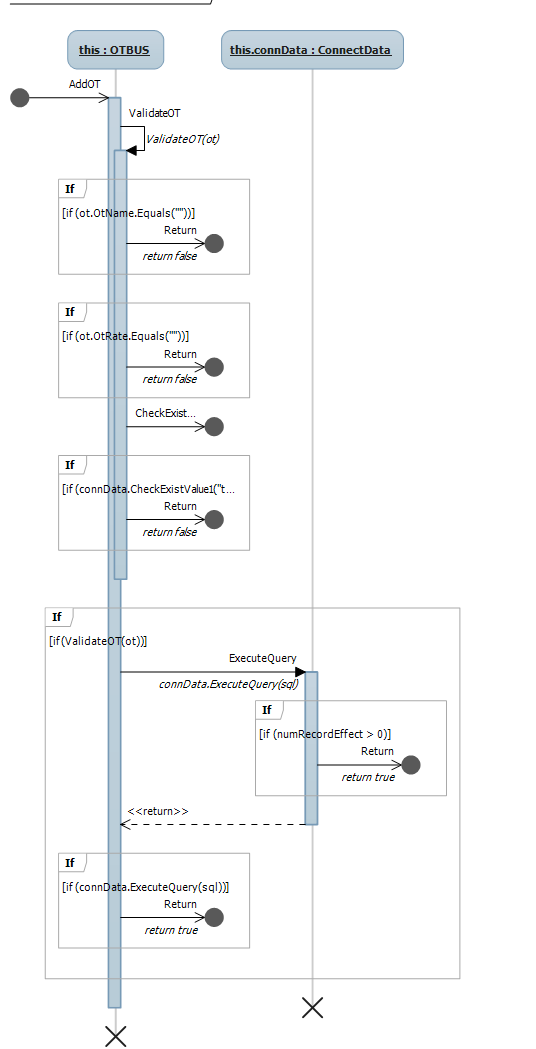 this : OTBUS
this.connData : ConnectData
AddOT
ValidateOT
ValidateOT(ot)
If
[if (ot.OtName.Equals(""))]
Return
return false
If
[if (ot.OtRate.Equals(""))]
Return
return false
CheckExist...
If
[if (connData.CheckExistValue1("t...
Return
return false
If
[if(ValidateOT(ot))]
ExecuteQuery
connData.ExecuteQuery(sql)
If
[if (numRecordEffect > 0)]
Return
return true
<<return>>
If
[if (connData.ExecuteQuery(sql))]
Return
return true